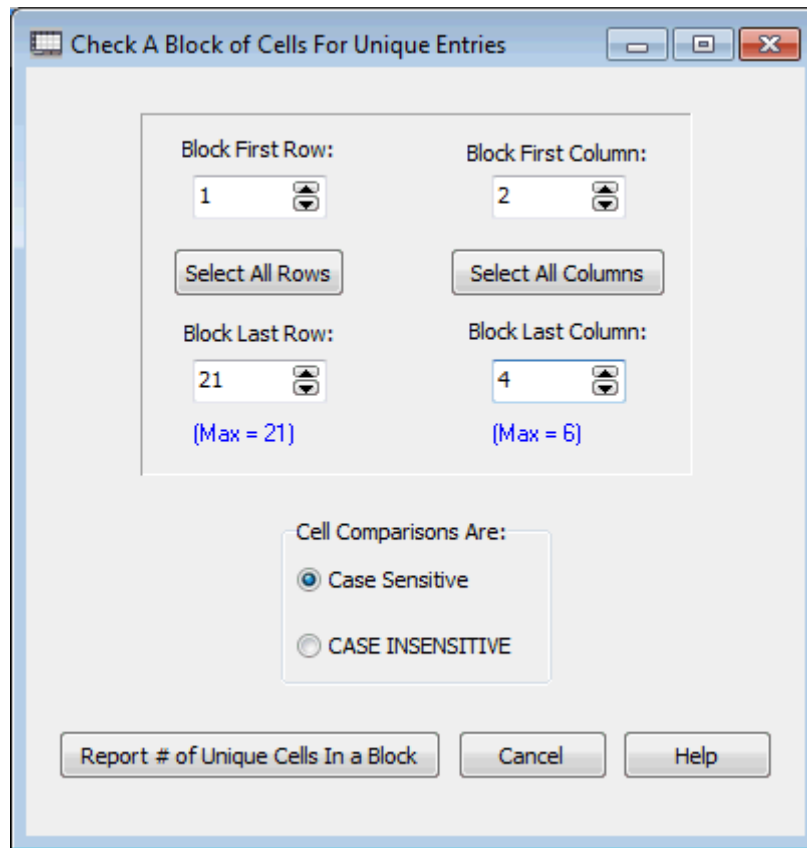 Check A Block of Cells For Unique Entries
Block First Row:
Block First Column:
1
2
Select All Rows
Select All Columns
Block Last Row:
Block Last Column:
21
4
(Max = 21)
(Max = 6)
Cell Comparisons Are:
Case Sensitive
CASE INSENSITIVE
Report # of Unique Cells In a Block
Cancel
Help